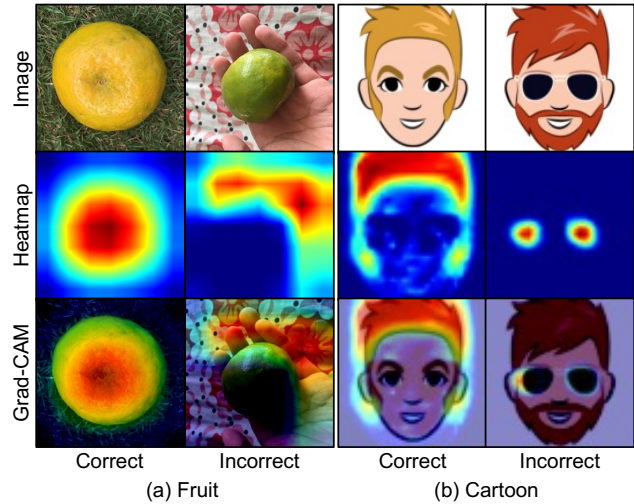 Image
Heatmap
Grad-CAM
Correct
Incorrect
Correct
Incorrect
(a) Fruit
(b) Cartoon